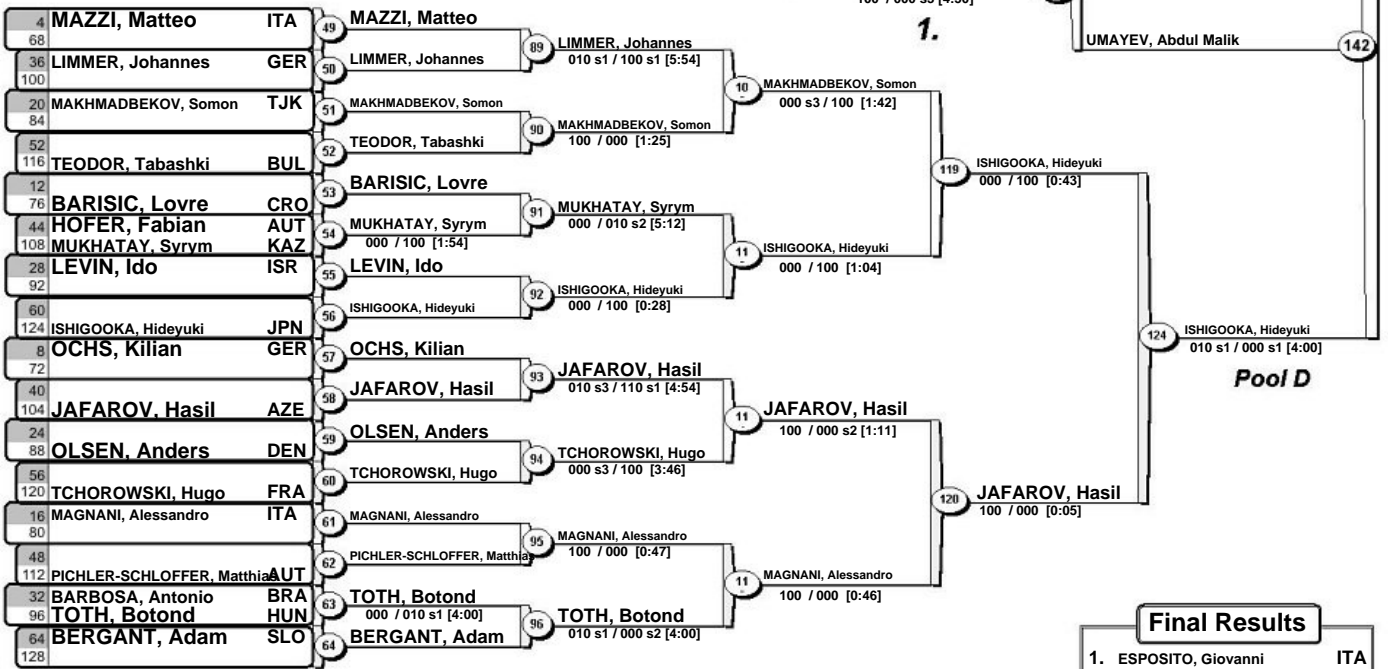 100 / 000 s3 [4:50]
1.
UMAYEV, Abdul Malik
142
4 MAZZI, Matteo ITA
68
36 LIMMER, Johannes GER
100
20 MAKHMADBEKOV, Somon TJK
84
52
116 TEODOR, Tabashki BUL
12
76 BARISIC, Lovre CRO
44 HOFER, Fabian AUT
108 MUKHATAY, Syrym KAZ
28 LEVIN, Ido ISR
92
60
124 ISHIGOOKA, Hideyuki JPN
8 OCHS, Kilian GER
72
40
104 JAFAROV, Hasil AZE
24
88 OLSEN, Anders DEN
56
120 TCHOROWSKI, Hugo FRA
16 MAGNANI, Alessandro ITA
80
48
112 PICHLER-SCHLOFFER, Matthias AUT
32 BARBOSA, Antonio BRA
96 TOTH, Botond HUN
64 BERGANT, Adam SLO
128
49 MAZZI, Matteo
50 LIMMER, Johannes
51 MAKHMADBEKOV, Somon
52 TEODOR, Tabashki
53 BARISIC, Lovre
54 MUKHATAY, Syrym
000 / 100 [1:54]
55 LEVIN, Ido
56 ISHIGOOKA, Hideyuki
57 OCHS, Kilian
58 JAFAROV, Hasil
59 OLSEN, Anders
60 TCHOROWSKI, Hugo
61 MAGNANI, Alessandro
62 PICHLER-SCHLOFFER, Matthias
63 TOTH, Botond
000 / 010 s1 [4:00]
64 BERGANT, Adam
89 LIMMER, Johannes
010 s1 / 100 s1 [5:54]
90 MAKHMADBEKOV, Somon
100 / 000 [1:25]
91 MUKHATAY, Syrym
000 / 010 s2 [5:12]
92 ISHIGOOKA, Hideyuki
000 / 100 [0:28]
93 JAFAROV, Hasil
010 s3 / 110 s1 [4:54]
94 TCHOROWSKI, Hugo
000 s3 / 100 [3:46]
95 MAGNANI, Alessandro
100 / 000 [0:47]
96 TOTH, Botond
010 s1 / 000 s2 [4:00]
10 MAKHMADBEKOV, Somon
000 s3 / 100 [1:42]
11 ISHIGOOKA, Hideyuki
000 / 100 [1:04]
11 JAFAROV, Hasil
100 / 000 s2 [1:11]
11 MAGNANI, Alessandro
100 / 000 [0:46]
119 ISHIGOOKA, Hideyuki
000 / 100 [0:43]
120 JAFAROV, Hasil
100 / 000 [0:05]
124 ISHIGOOKA, Hideyuki
010 s1 / 000 s1 [4:00]
Pool D
Final Results
1. ESPOSITO, Giovanni ITA